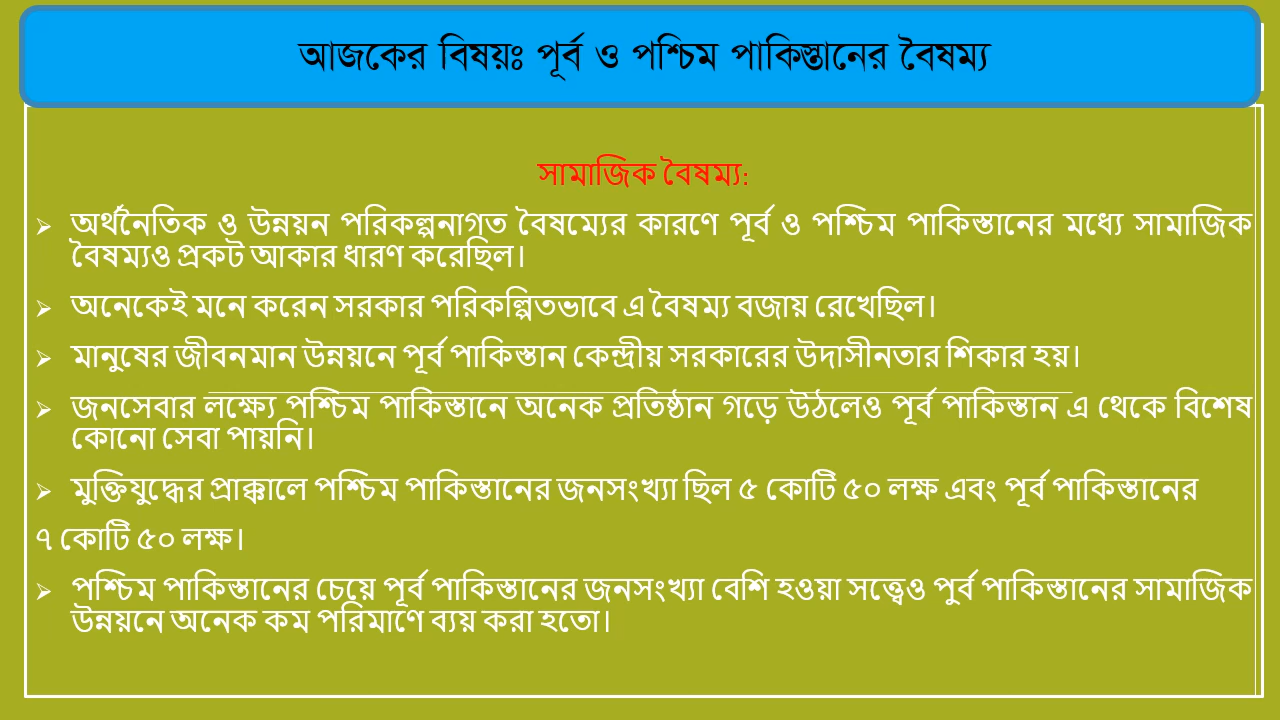 আজকের বিষয়ঃ পূর্ব ও পশ্চিম পাকিস্তানের বৈষম্য
সামাজিক বৈষম্য:
➢ অর্থনৈতিক ও উন্নয়ন পরিকল্পনাগত বৈষম্যের কারণে পূর্ব ও পশ্চিম পাকিস্তানের মধ্যে সামাজিক
বৈষম্যও প্রকট আকার ধারণ করেছিল।
➢ অনেকেই মনে করেন সরকার পরিকল্পিতভাবে এ বৈষম্য বজায় রেখেছিল।
➢ মানুষের জীবনমান উন্নয়নে পূর্ব পাকিস্তান কেন্দ্রীয় সরকারের উদাসীনতার শিকার হয়।
➢ জনসেবার লক্ষ্যে পশ্চিম পাকিস্তানে অনেক প্রতিষ্ঠান গড়ে উঠলেও পূর্ব পাকিস্তান এ থেকে বিশেষ
কোনো সেবা পায়নি।
➢ মুক্তিযুদ্ধের প্রাক্কালে পশ্চিম পাকিস্তানের জনসংখ্যা ছিল ৫ কোটি ৫০ লক্ষ এবং পূর্ব পাকিস্তানের
৭ কোটি ৫০ লক্ষ।
➢ পশ্চিম পাকিস্তানের চেয়ে পূর্ব পাকিস্তানের জনসংখ্যা বেশি হওয়া সত্ত্বেও পুর্ব পাকিস্তানের সামাজিক
উন্নয়নে অনেক কম পরিমাণে ব্যয় করা হতো।